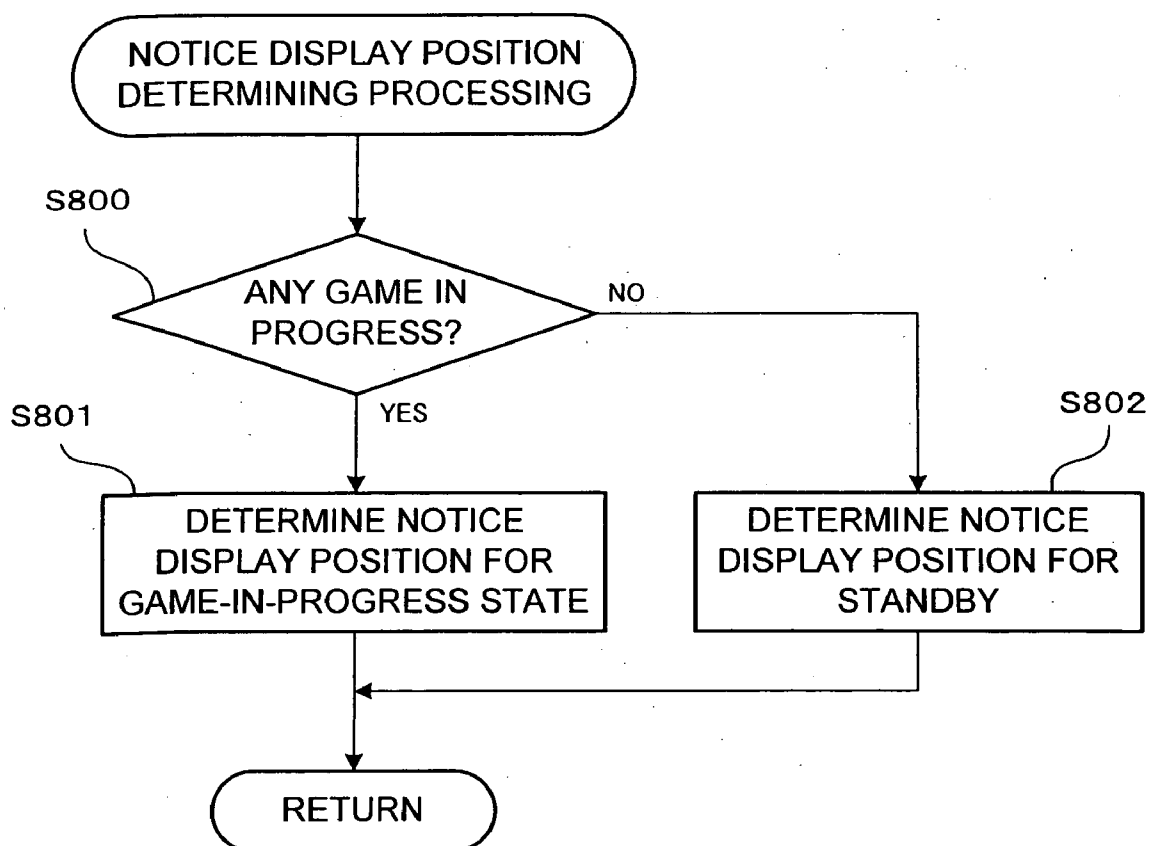 NOTICE DISPLAY POSITION
DETERMINING PROCESSING
S800
ANY GAME IN
PROGRESS?
NO
YES
S801
DETERMINE NOTICE
DISPLAY POSITION FOR
GAME-IN-PROGRESS STATE
S802
DETERMINE NOTICE
DISPLAY POSITION FOR
STANDBY
RETURN